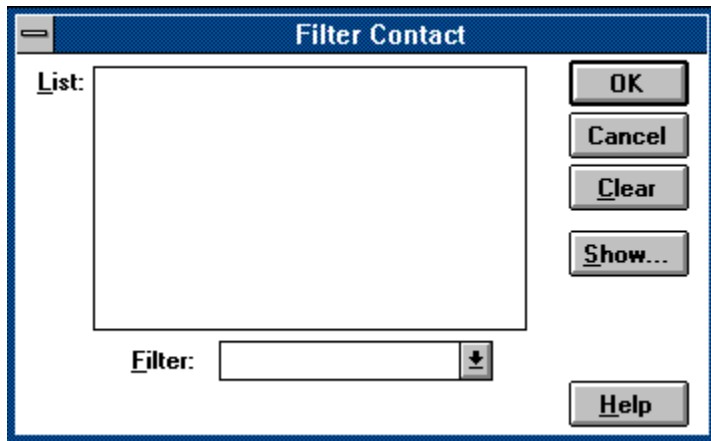 Filter Contact
List:
OK
Cancel
Clear
Show...
Filter:
Help